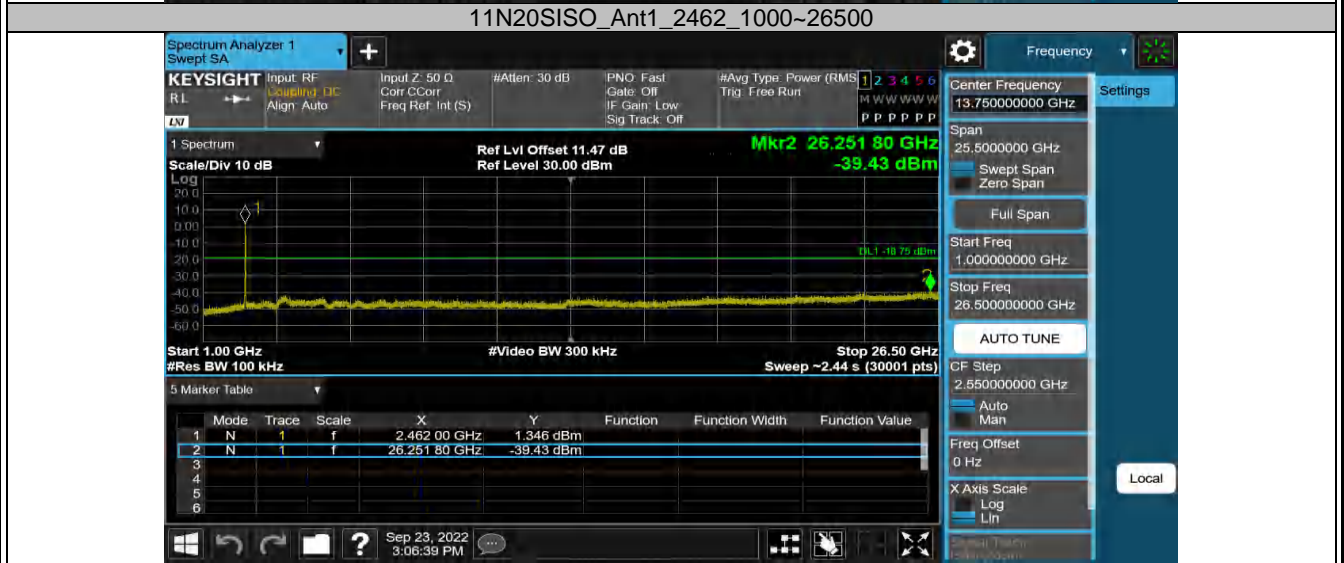 11N20SISO_Ant1_2462_1000~26500
Spectrum Analyzer 1
Swept SA
+
Frequency
KEYSIGHT
RL
LXI
Input: RF
Coupling: DC
Align: Auto
Input Z: 50 Ω
Corr CCorr
Freq Ref: Int (S)
#Atten: 30 dB
PNO: Fast
Gate: Off
IF Gain: Low
Sig Track: Off
#Avg Type: Power (RMS
Trig: Free Run
1 2 3 4 5 6
M W W W W W
P P P P P P
Center Frequency
13.750000000 GHz
Settings
1 Spectrum
Scale/Div 10 dB
Ref Lvl Offset 11.47 dB
Ref Level 30.00 dBm
Mkr2 26.251 80 GHz
-39.43 dBm
Span
25.5000000 GHz
Swept Span
Zero Span
Full Span
Start Freq
1.000000000 GHz
Stop Freq
26.500000000 GHz
AUTO TUNE
CF Step
2.550000000 GHz
Auto
Man
Freq Offset
0 Hz
X Axis Scale
Log
Lin
Local
Log
20.0
10.0
0.00
-10.0
-20.0
-30.0
-40.0
-50.0
-60.0
1
DL1 -18.75 dBm
2
Start 1.00 GHz
#Video BW 300 kHz
Stop 26.50 GHz
#Res BW 100 kHz
Sweep ~2.44 s (30001 pts)
5 Marker Table
Mode Trace Scale X Y Function Function Width Function Value
1 N 1 f 2.462 00 GHz 1.346 dBm
2 N 1 f 26.251 80 GHz -39.43 dBm
3
4
5
6
?
Sep 23, 2022
3:06:39 PM